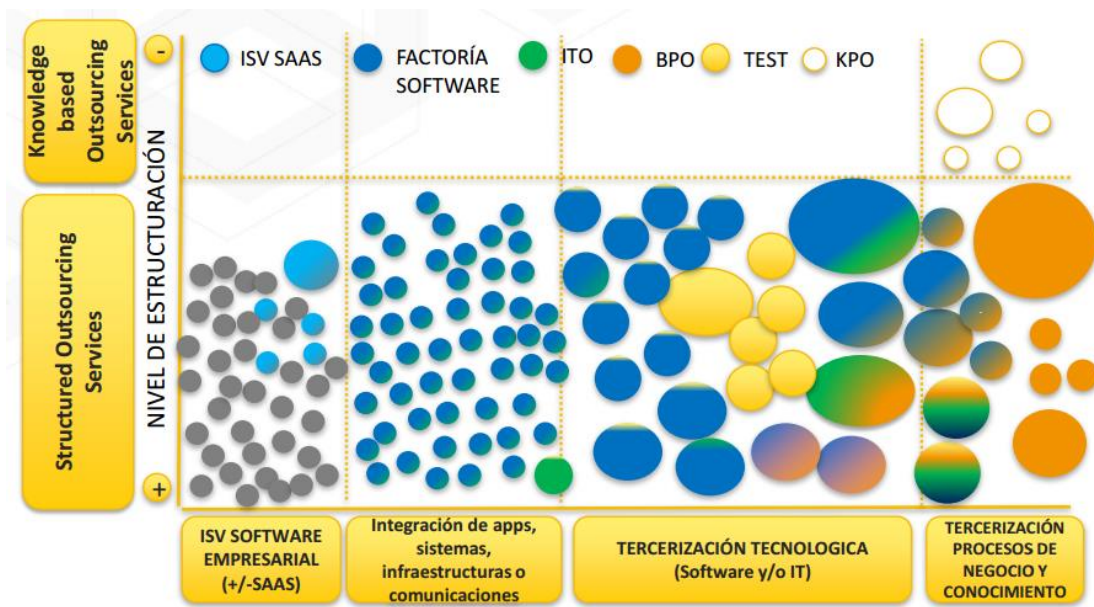 Knowledge
based
Outsourcing
Services
Structured Outsourcing
Services
NIVEL DE ESTRUCTURACIÓN
-
+
ISV SAAS
FACTORÍA
SOFTWARE
ITO
BPO
TEST
KPO
ISV SOFTWARE
EMPRESARIAL
(+/-SAAS)
Integración de apps,
sistemas,
infraestructuras o
comunicaciones
TERCERIZACIÓN TECNOLOGICA
(Software y/o IT)
TERCERIZACIÓN
PROCESOS DE
NEGOCIO Y
CONOCIMIENTO